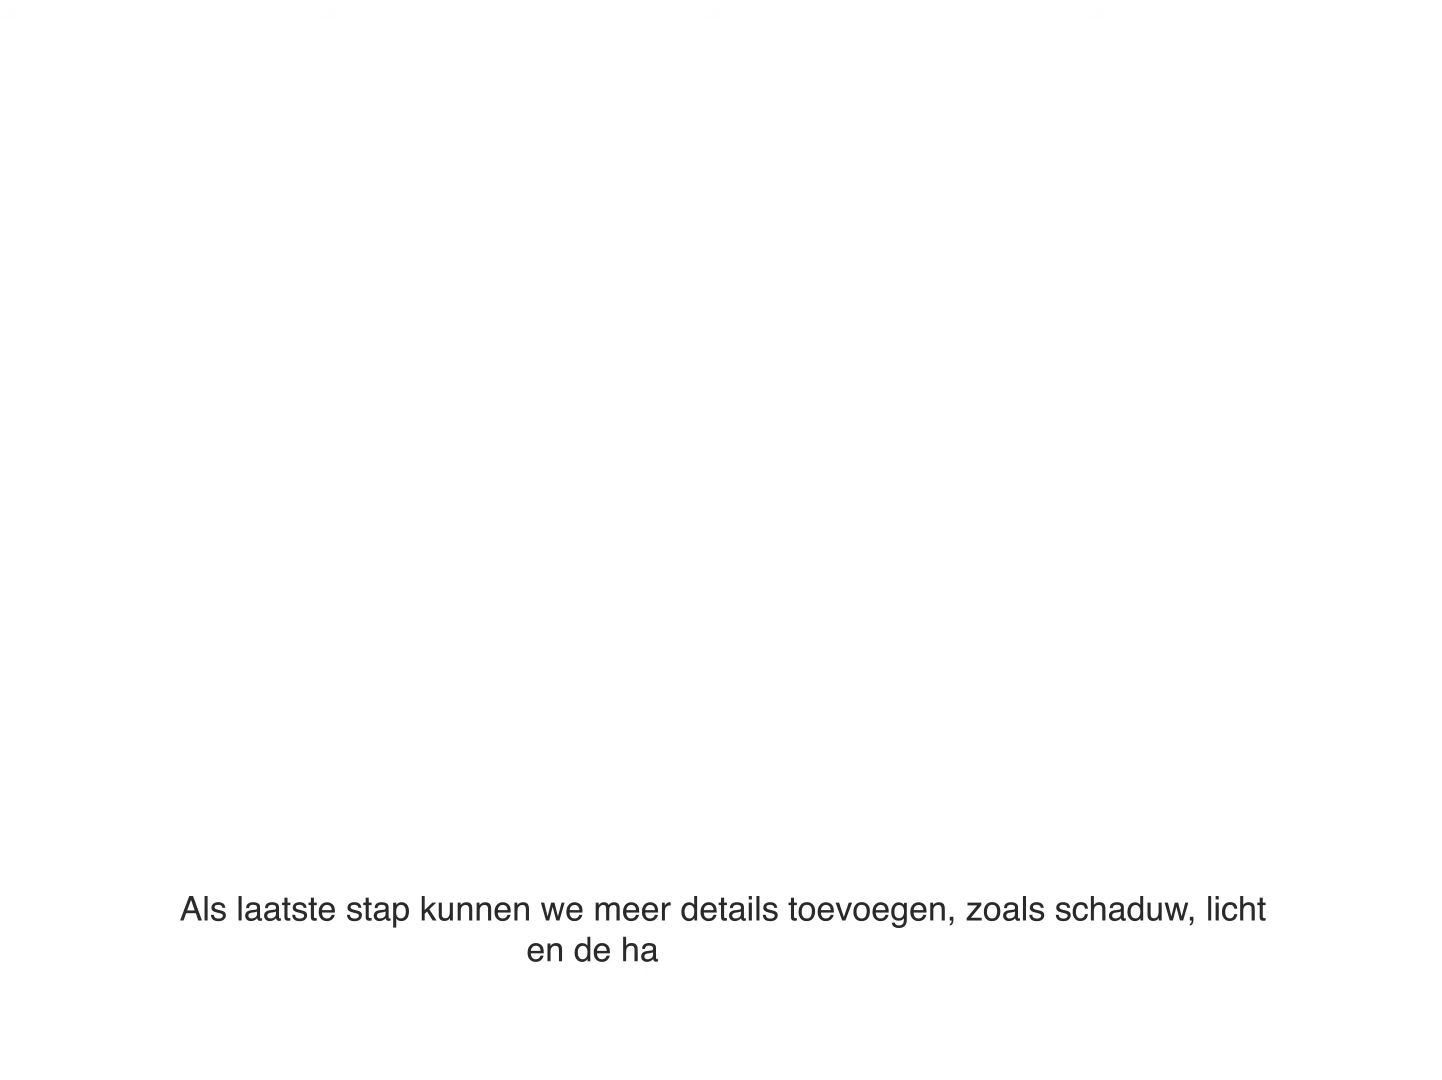 Als laatste stap kunnen we meer details toevoegen, zoals schaduw, licht
en de ha